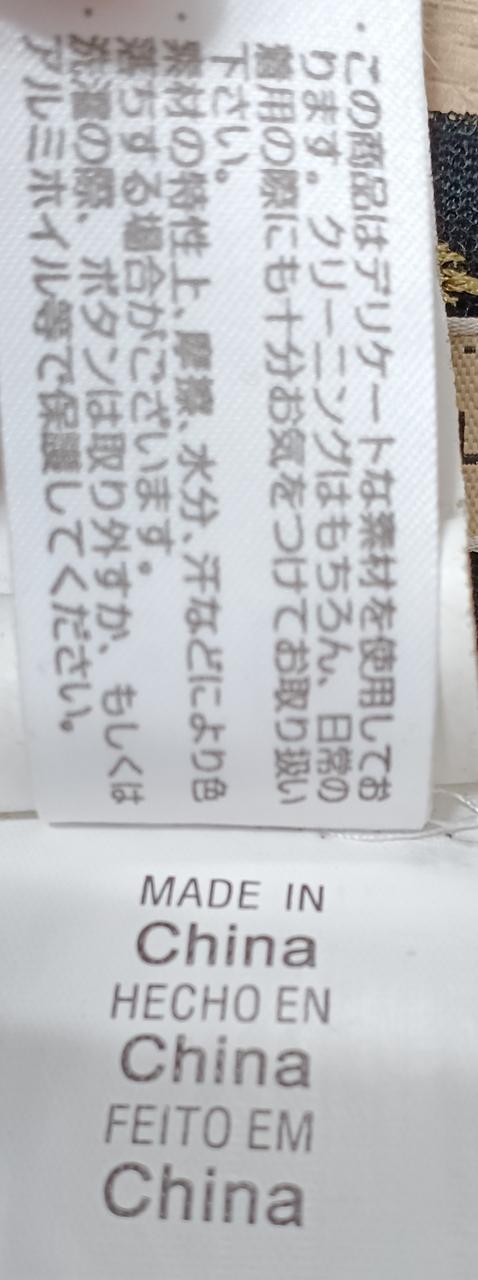 ・この商品はデリケートな素材を使用してお
ります。クリーニングはもちろん、日常の
着用の際にも十分お気をつけてお取り扱い
下さい。
・素材の特性上、摩擦、水分、汗などにより色
落ちする場合がございます。
・洗濯の際、ボタンは取り外すか、もしくは
アルミホイル等で保護してください。
MADE IN
China
HECHO EN
China
FEITO EM
China